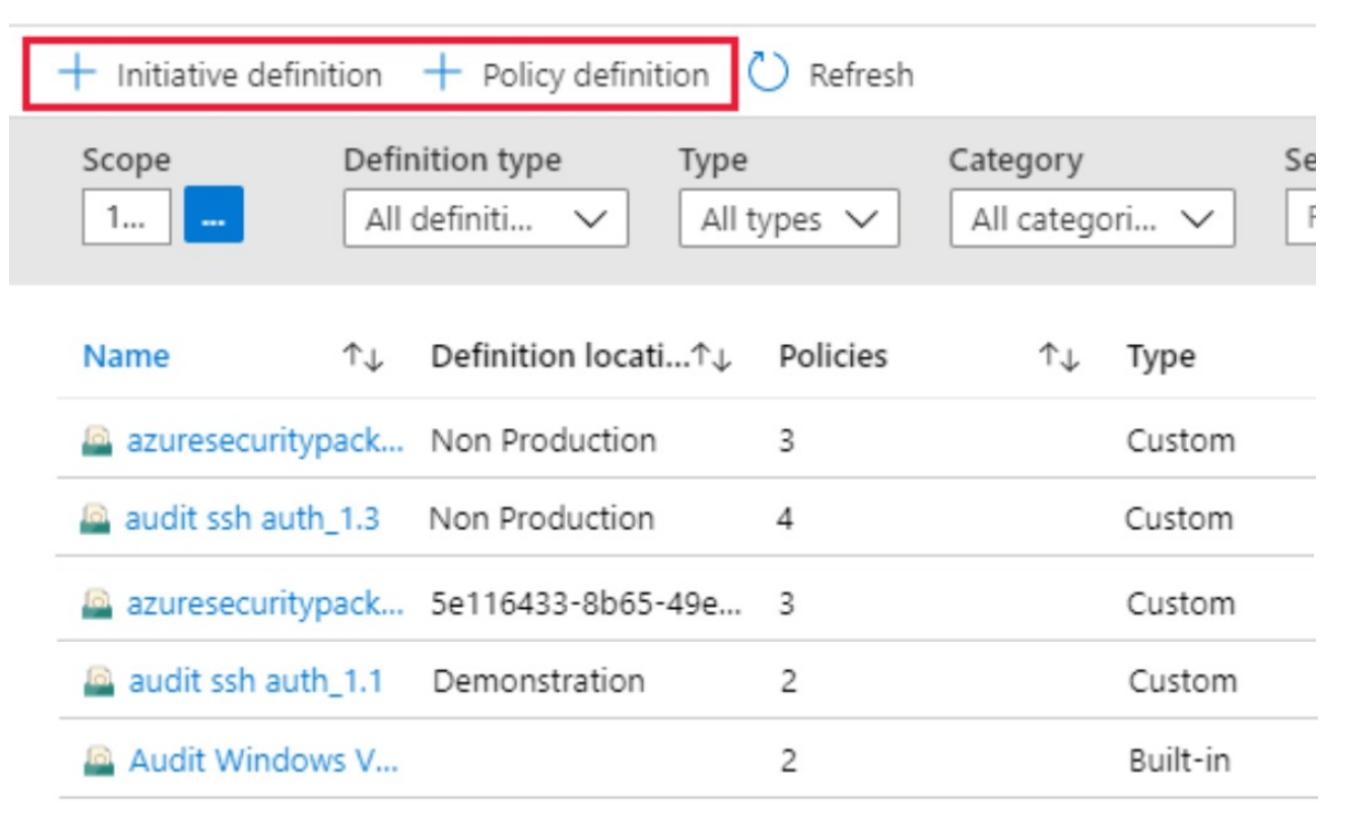 Initiative definition Policy definition Refresh
Scope Definition type Type Category Se
1... ... All definiti... All types All categori... F
Name Definition locati... Policies Type
azuresecuritypack... Non Production 3 Custom
audit ssh auth_1.3 Non Production 4 Custom
azuresecuritypack... 5e116433-8b65-49e... 3 Custom
audit ssh auth_1.1 Demonstration 2 Custom
Audit Windows V... 2 Built-in